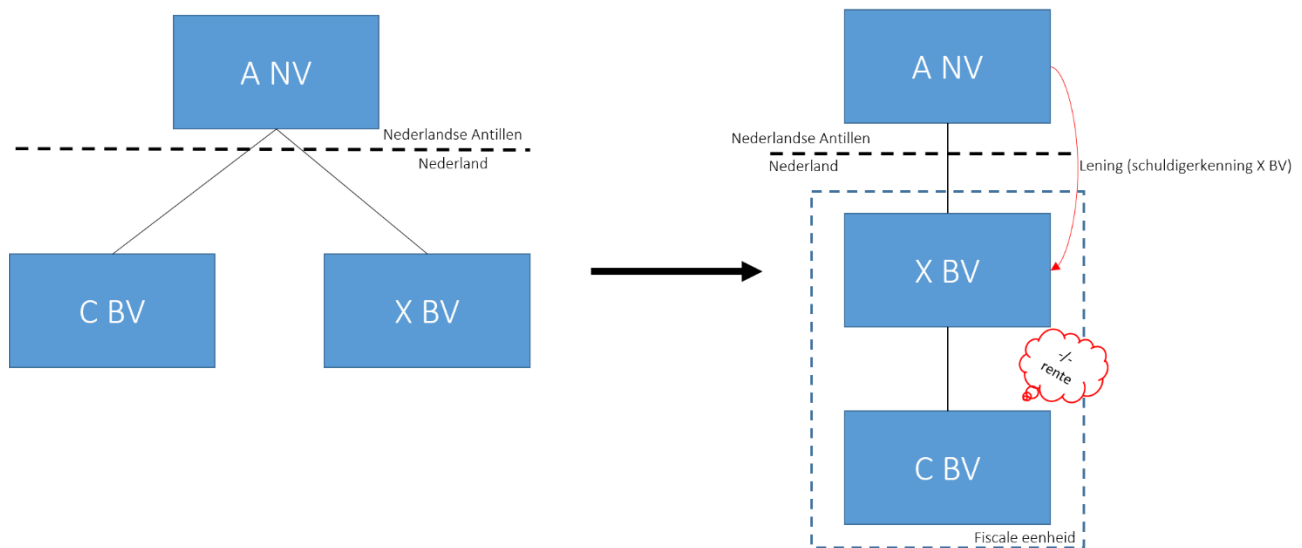 A NV
Nederlandse Antillen
Nederland
C BV
X BV
A NV
Nederlandse Antillen
Nederland
Lening (schuldigerkenning X BV)
X BV
-/-
rente
C BV
Fiscale eenheid